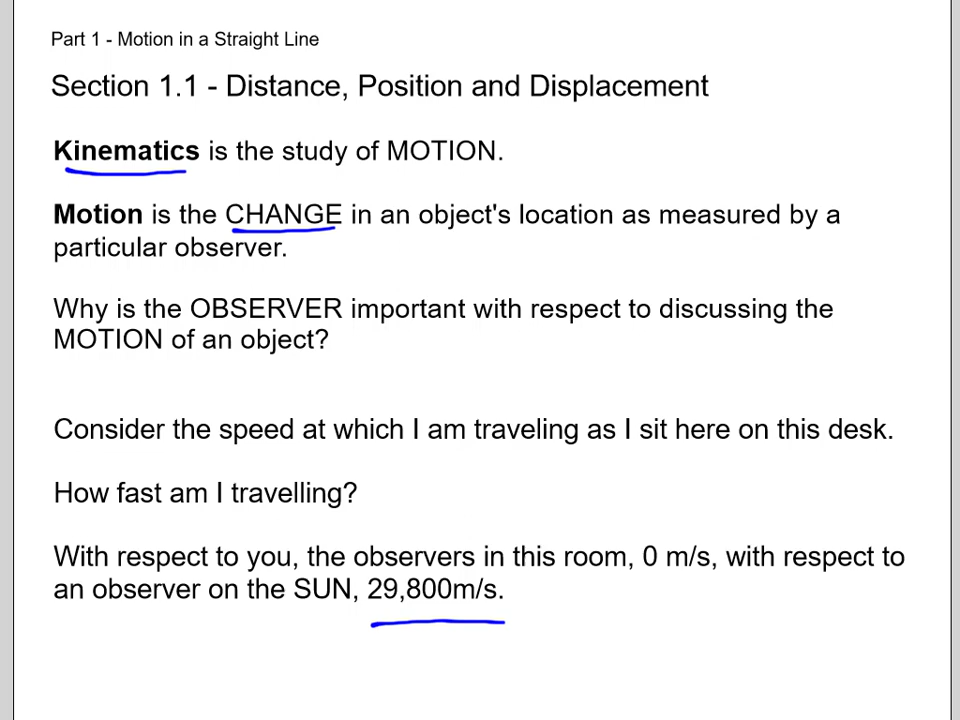 Part 1 - Motion in a Straight Line
Section 1.1 - Distance, Position and Displacement
Kinematics is the study of MOTION.
Motion is the CHANGE in an object's location as measured by a
particular observer.
Why is the OBSERVER important with respect to discussing the
MOTION of an object?
Consider the speed at which I am traveling as I sit here on this desk.
How fast am I travelling?
With respect to you, the observers in this room, 0 m/s, with respect to
an observer on the SUN, 29,800m/s.